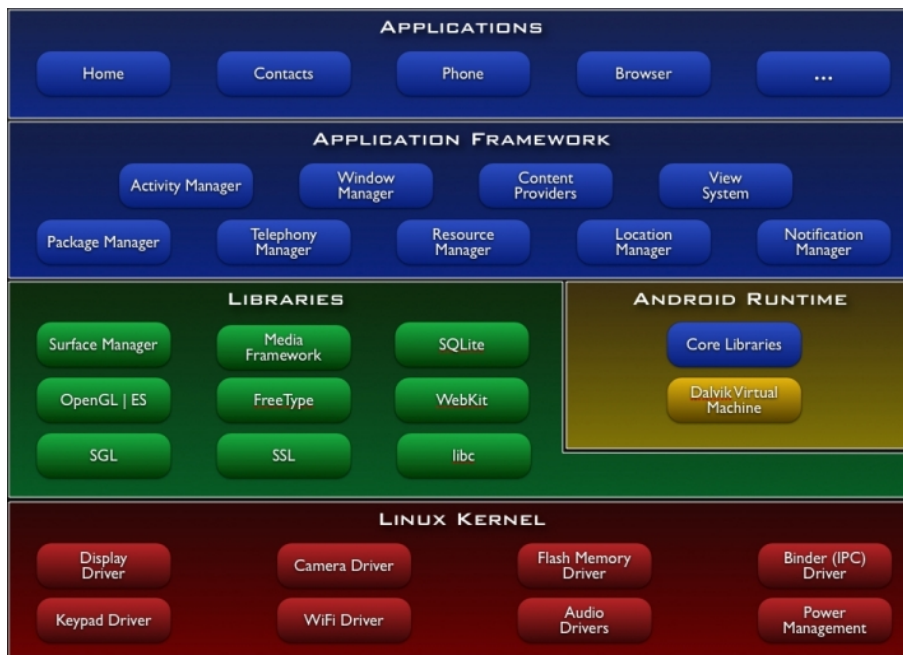 APPLICATIONS
Home
Contacts
Phone
Browser
...
APPLICATION FRAMEWORK
Activity Manager
Window
Manager
Content
Providers
View
System
Package Manager
Telephony
Manager
Resource
Manager
Location
Manager
Notification
Manager
LIBRARIES
Surface Manager
Media
Framework
SQLite
OpenGL | ES
FreeType
WebKit
SGL
SSL
libc
ANDROID RUNTIME
Core Libraries
Dalvik Virtual
Machine
LINUX KERNEL
Display
Driver
Camera Driver
Flash Memory
Driver
Binder (IPC)
Driver
Keypad Driver
WiFi Driver
Audio
Drivers
Power
Management